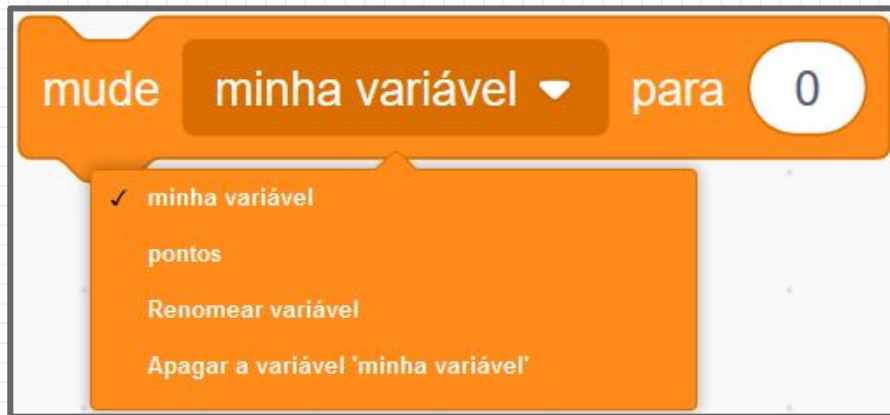 mude minha variável para 0
minha variável
pontos
Renomear variável
Apagar a variável 'minha variável'